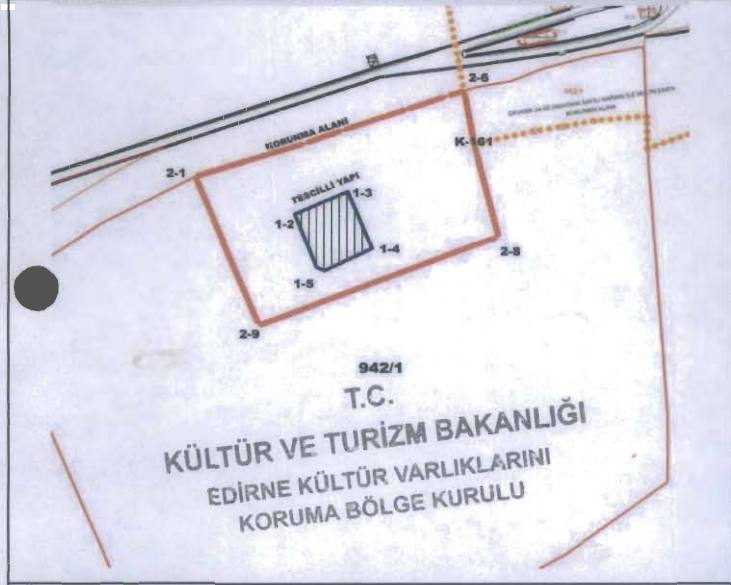 2-6
KORUNMA ALANI
K-161
2-1
TESCİLLİ YAPI
1-3
1-2
1-4
2-8
1-5
2-9
942/1
T.C.
KÜLTÜR VE TURİZM BAKANLIĞI
EDİRNE KÜLTÜR VARLIKLARINI
KORUMA BÖLGE KURULU